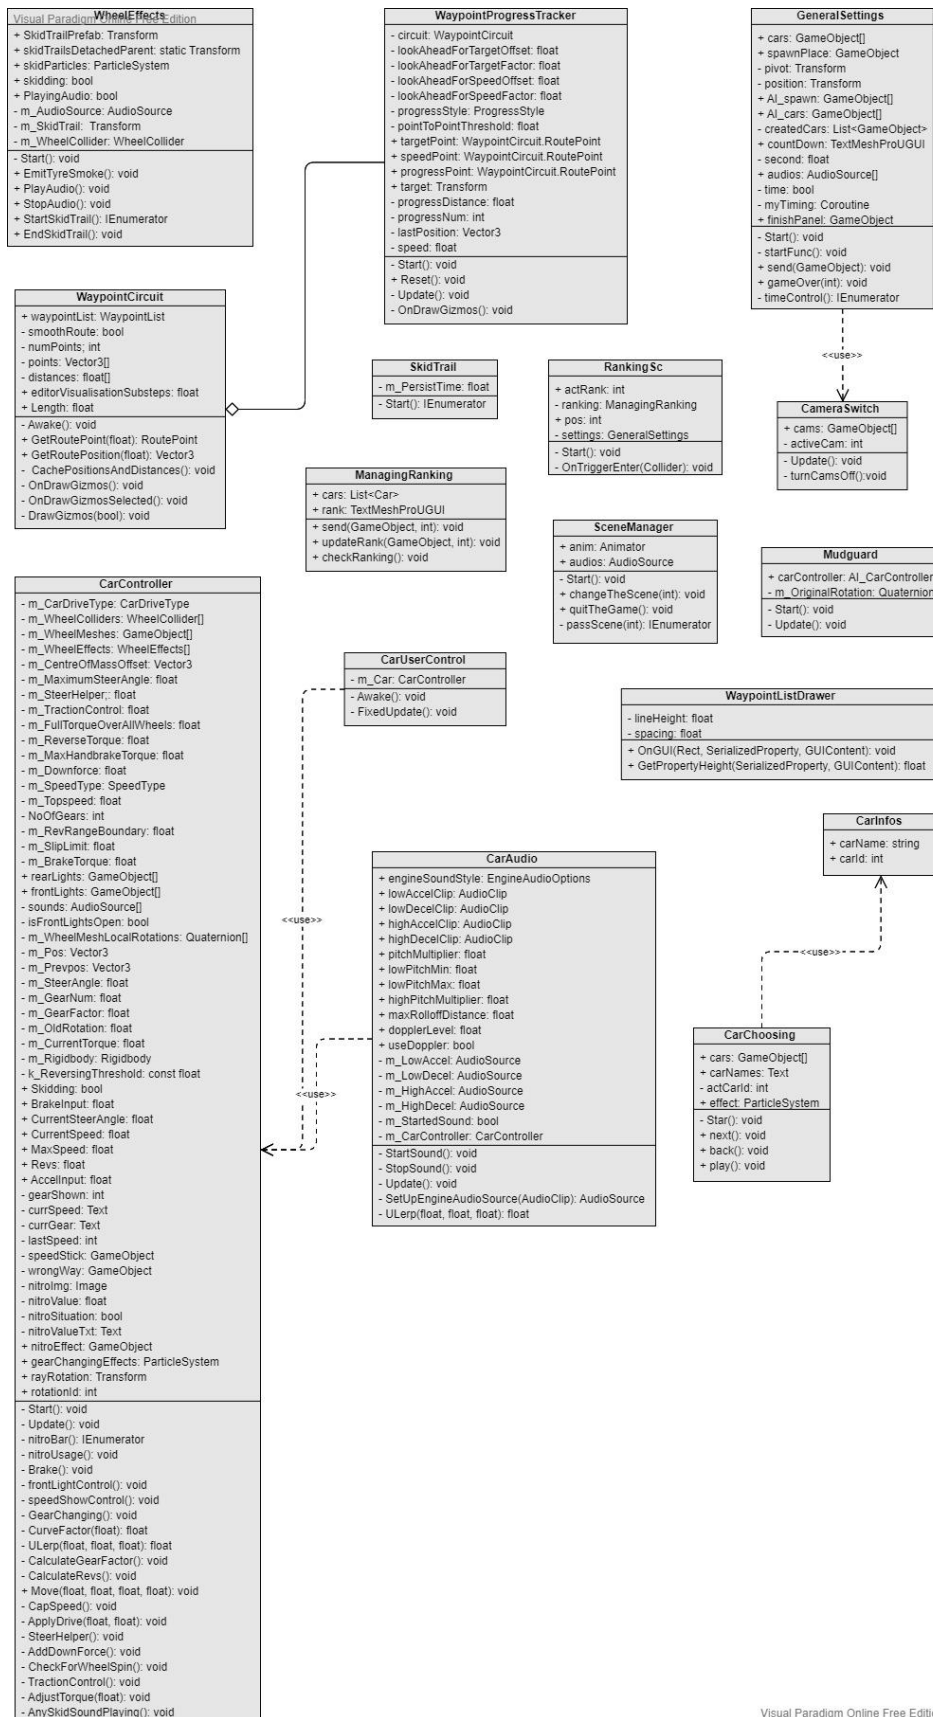 Visual Paradigm Online Free Edition
WheelEffects
+ SkidTrailPrefab: Transform
+ skidTrailsDetachedParent: static Transform
+ skidParticles: ParticleSystem
+ skidding: bool
+ PlayingAudio: bool
- m_AudioSource: AudioSource
- m_SkidTrail: Transform
- m_WheelCollider: WheelCollider
- Start(): void
+ EmitTyreSmoke(): void
+ PlayAudio(): void
+ StopAudio(): void
+ StartSkidTrail(): IEnumerator
+ EndSkidTrail(): void
WaypointProgressTracker
- circuit: WaypointCircuit
- lookAheadForTargetOffset: float
- lookAheadForTargetFactor: float
- lookAheadForSpeedOffset: float
- lookAheadForSpeedFactor: float
- progressStyle: ProgressStyle
- pointToPointThreshold: float
+ targetPoint: WaypointCircuit.RoutePoint
+ speedPoint: WaypointCircuit.RoutePoint
+ progressPoint: WaypointCircuit.RoutePoint
+ target: Transform
- progressDistance: float
- progressNum: int
- lastPosition: Vector3
- speed: float
- Start(): void
+ Reset(): void
- Update(): void
- OnDrawGizmos(): void
GeneralSettings
+ cars: GameObject[]
+ spawnPlace: GameObject
- pivot: Transform
- position: Transform
+ AI_spawn: GameObject[]
+ AI_cars: GameObject[]
- createdCars: List<GameObject>
+ countDown: TextMeshProUGUI
- second: float
+ audios: AudioSource[]
- time: bool
- myTiming: Coroutine
+ finishPanel: GameObject
- Start(): void
- startFunc(): void
+ send(GameObject): void
+ gameOver(int): void
- timeControl(): IEnumerator
<<use>>
WaypointCircuit
+ waypointList: WaypointList
- smoothRoute: bool
- numPoints; int
- points: Vector3[]
- distances: float[]
+ editorVisualisationSubsteps: float
+ Length: float
- Awake(): void
+ GetRoutePoint(float): RoutePoint
+ GetRoutePosition(float): Vector3
- CachePositionsAndDistances(): void
- OnDrawGizmos(): void
- OnDrawGizmosSelected(): void
- DrawGizmos(bool): void
SkidTrail
- m_PersistTime: float
- Start(): IEnumerator
RankingSc
+ actRank: int
- ranking: ManagingRanking
+ pos: int
- settings: GeneralSettings
- Start(): void
- OnTriggerEnter(Collider): void
CameraSwitch
+ cams: GameObject[]
- activeCam: int
- Update(): void
- turnCamsOff():void
ManagingRanking
+ cars: List<Car>
+ rank: TextMeshProUGUI
+ send(GameObject, int): void
+ updateRank(GameObject, int): void
+ checkRanking(): void
SceneManager
+ anim: Animator
+ audios: AudioSource
- Start(): void
+ changeTheScene(int): void
+ quitTheGame(): void
- passScene(int): IEnumerator
Mudguard
+ carController: AI_CarController
- m_OriginalRotation: Quaternion
- Start(): void
- Update(): void
CarController
- m_CarDriveType: CarDriveType
- m_WheelColliders: WheelCollider[]
- m_WheelMeshes: GameObject[]
- m_WheelEffects: WheelEffects[]
- m_CentreOfMassOffset: Vector3
- m_MaximumSteerAngle: float
- m_SteerHelper;: float
- m_TractionControl: float
- m_FullTorqueOverAllWheels: float
- m_ReverseTorque: float
- m_MaxHandbrakeTorque: float
- m_Downforce: float
- m_SpeedType: SpeedType
- m_Topspeed: float
- NoOfGears: int
- m_RevRangeBoundary: float
- m_SlipLimit: float
- m_BrakeTorque: float
+ rearLights: GameObject[]
+ frontLights: GameObject[]
- sounds: AudioSource[]
- isFrontLightsOpen: bool
- m_WheelMeshLocalRotations: Quaternion[]
- m_Pos: Vector3
- m_Prevpos: Vector3
- m_SteerAngle: float
- m_GearNum: float
- m_GearFactor: float
- m_OldRotation: float
- m_CurrentTorque: float
- m_Rigidbody: Rigidbody
- k_ReversingThreshold: const float
+ Skidding: bool
+ BrakeInput: float
+ CurrentSteerAngle: float
+ CurrentSpeed: float
+ MaxSpeed: float
+ Revs: float
+ AccelInput: float
- gearShown: int
- currSpeed: Text
- currGear: Text
- lastSpeed: int
- speedStick: GameObject
- wrongWay: GameObject
- nitroImg: Image
- nitroValue: float
- nitroSituation: bool
- nitroValueTxt: Text
+ nitroEffect: GameObject
+ gearChangingEffects: ParticleSystem
+ rayRotation: Transform
+ rotationId: int
- Start(): void
- Update(): void
- nitroBar(): IEnumerator
- nitroUsage(): void
- Brake(): void
- frontLightControl(): void
- speedShowControl(): void
- GearChanging(): void
- CurveFactor(float): float
- ULerp(float, float, float): float
- CalculateGearFactor(): void
- CalculateRevs(): void
+ Move(float, float, float, float): void
- CapSpeed(): void
- ApplyDrive(float, float): void
- SteerHelper(): void
- AddDownForce(): void
- CheckForWheelSpin(): void
- TractionControl(): void
- AdjustTorque(float): void
- AnySkidSoundPlaying(): void
CarUserControl
- m_Car: CarController
- Awake(): void
- FixedUpdate(): void
<<use>>
WaypointListDrawer
- lineHeight: float
- spacing: float
+ OnGUI(Rect, SerializedProperty, GUIContent): void
+ GetPropertyHeight(SerializedProperty, GUIContent): float
CarInfos
+ carName: string
+ carId: int
<<use>>
CarAudio
+ engineSoundStyle: EngineAudioOptions
+ lowAccelClip: AudioClip
+ lowDecelClip: AudioClip
+ highAccelClip: AudioClip
+ highDecelClip: AudioClip
+ pitchMultiplier: float
+ lowPitchMin: float
+ lowPitchMax: float
+ highPitchMultiplier: float
+ maxRolloffDistance: float
+ dopplerLevel: float
+ useDoppler: bool
- m_LowAccel: AudioSource
- m_LowDecel: AudioSource
- m_HighAccel: AudioSource
- m_HighDecel: AudioSource
- m_StartedSound: bool
- m_CarController: CarController
- StartSound(): void
- StopSound(): void
- Update(): void
- SetUpEngineAudioSource(AudioClip): AudioSource
- ULerp(float, float, float): float
<<use>>
CarChoosing
+ cars: GameObject[]
+ carNames: Text
- actCarId: int
+ effect: ParticleSystem
- Star(): void
+ next(): void
+ back(): void
+ play(): void
Visual Paradigm Online Free Editio